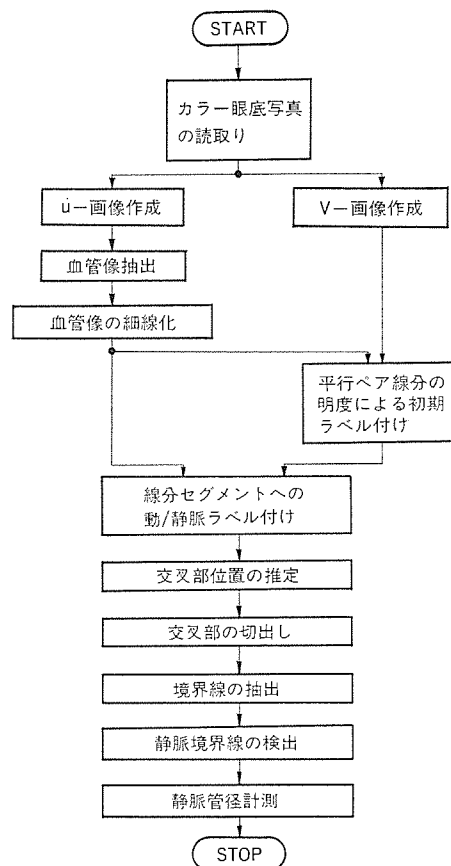 START
カラー眼底写真
の読取り
u̇ー画像作成
Vー画像作成
血管像抽出
血管像の細線化
平行ペア線分の
明度による初期
ラベル付け
線分セグメントへの
動/静脈ラベル付け
交叉部位置の推定
交叉部の切出し
境界線の抽出
静脈境界線の検出
静脈管径計測
STOP